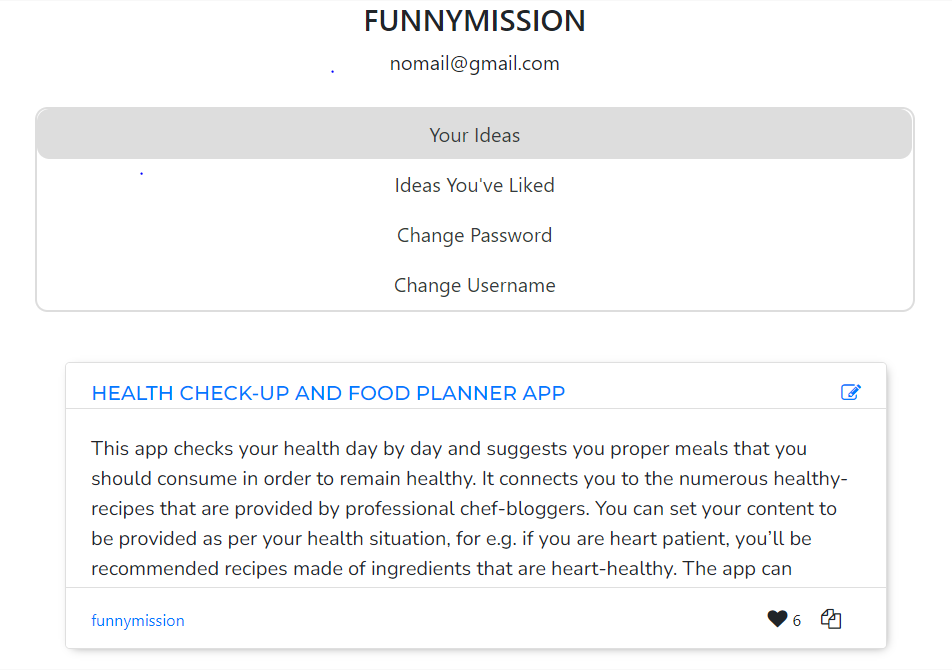 FUNNYMISSION
nomail@gmail.com
Your Ideas
Ideas You've Liked
Change Password
Change Username
HEALTH CHECK-UP AND FOOD PLANNER APP
This app checks your health day by day and suggests you proper meals that you
should consume in order to remain healthy. It connects you to the numerous healthy-
recipes that are provided by professional chef-bloggers. You can set your content to
be provided as per your health situation, for e.g. if you are heart patient, you’ll be
recommended recipes made of ingredients that are heart-healthy. The app can
funnymission
6